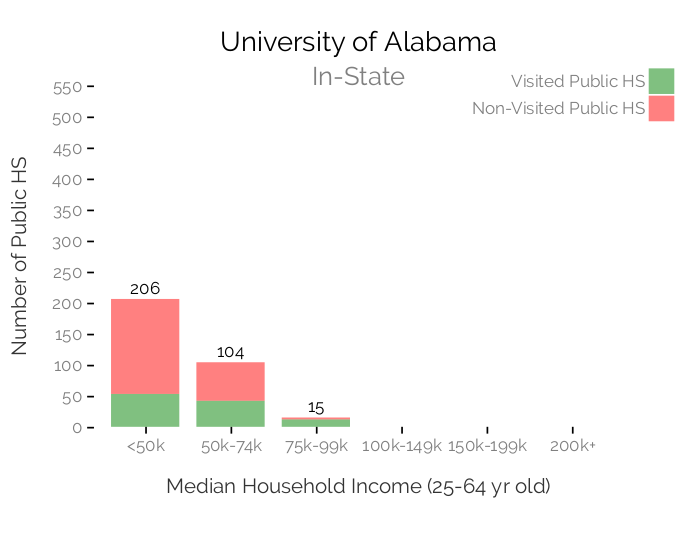 University of Alabama
In-State
Visited Public HS
Non-Visited Public HS
Number of Public HS
550
500
450
400
350
300
250
200
150
100
50
0
206
104
15
<50k 50k-74k 75k-99k 100k-149k 150k-199k 200k+
Median Household Income (25-64 yr old)